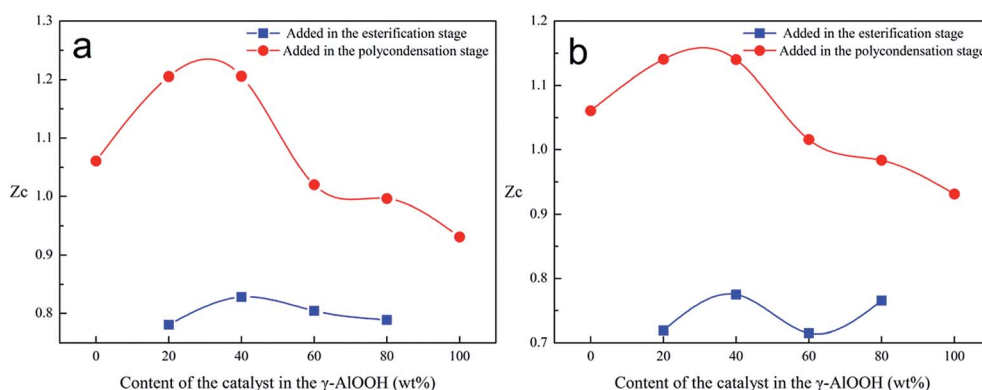 a
Added in the esterification stage
Added in the polycondensation stage
1.3
1.2
1.1
1.0
0.9
0.8
Zc
0 20 40 60 80 100
Content of the catalyst in the γ-AlOOH (wt%)
b
Added in the esterification stage
Added in the polycondensation stage
1.2
1.1
1.0
0.9
0.8
0.7
Zc
0 20 40 60 80 100
Content of the catalyst in the γ-AlOOH (wt%)